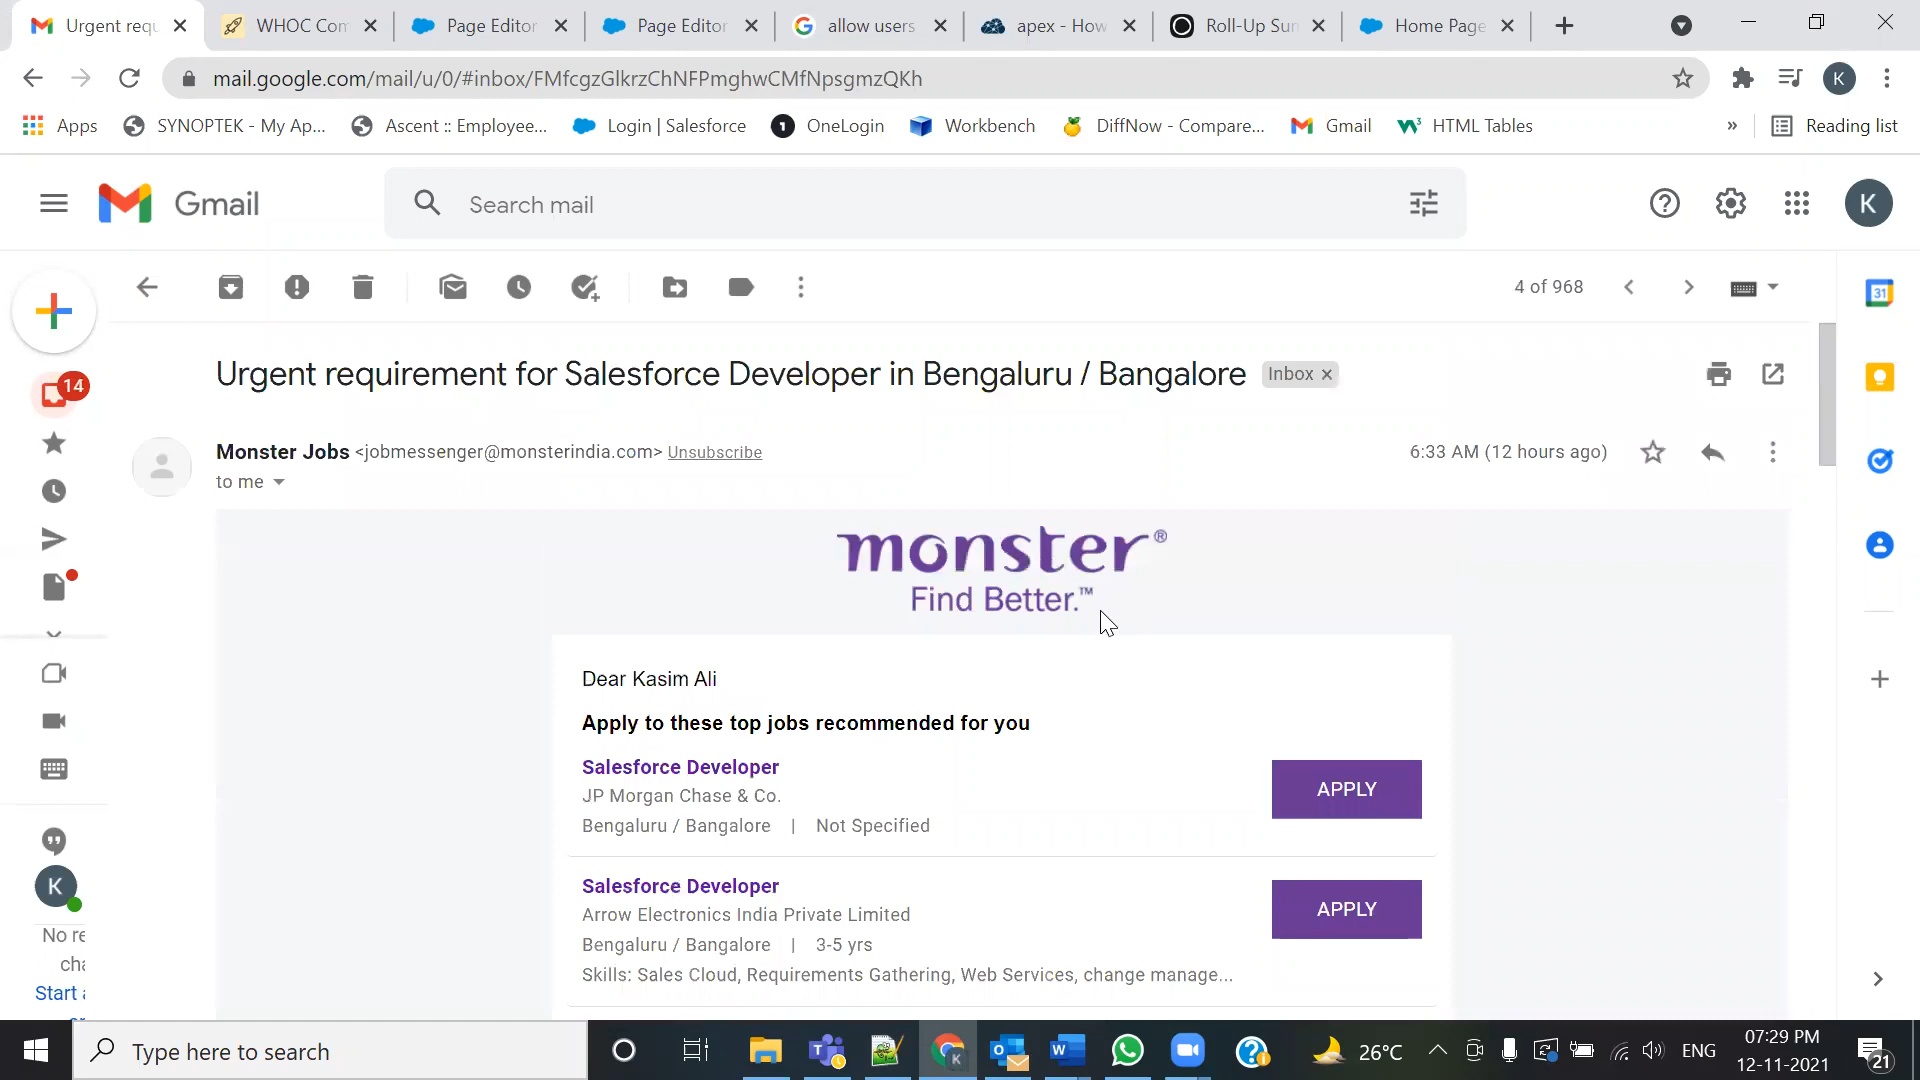 Urgent requ
WHOC Com
Page Editor
Page Editor
allow users
apex - How
Roll-Up Sun
Home Page
mail.google.com/mail/u/0/#inbox/FMfcgzGlkrzChNFPmghwCMfNpsgmzQKh
K
Apps
SYNOPTEK - My Ap...
Ascent :: Employee...
Login | Salesforce
1 OneLogin
Workbench
DiffNow - Compare...
Gmail
W3 HTML Tables
»
Reading list
Gmail
Search mail
K
4 of 968
31
14
Urgent requirement for Salesforce Developer in Bengaluru / Bangalore
Inbox ×
Monster Jobs <jobmessenger@monsterindia.com> Unsubscribe
6:33 AM (12 hours ago)
to me
monster®
Find Better.™
Dear Kasim Ali
Apply to these top jobs recommended for you
Salesforce Developer
JP Morgan Chase & Co.
Bengaluru / Bangalore | Not Specified
APPLY
Salesforce Developer
Arrow Electronics India Private Limited
Bengaluru / Bangalore | 3-5 yrs
Skills: Sales Cloud, Requirements Gathering, Web Services, change manage...
APPLY
K
No re
cha
Start a
Type here to search
26°C
ENG
07:29 PM
12-11-2021
21